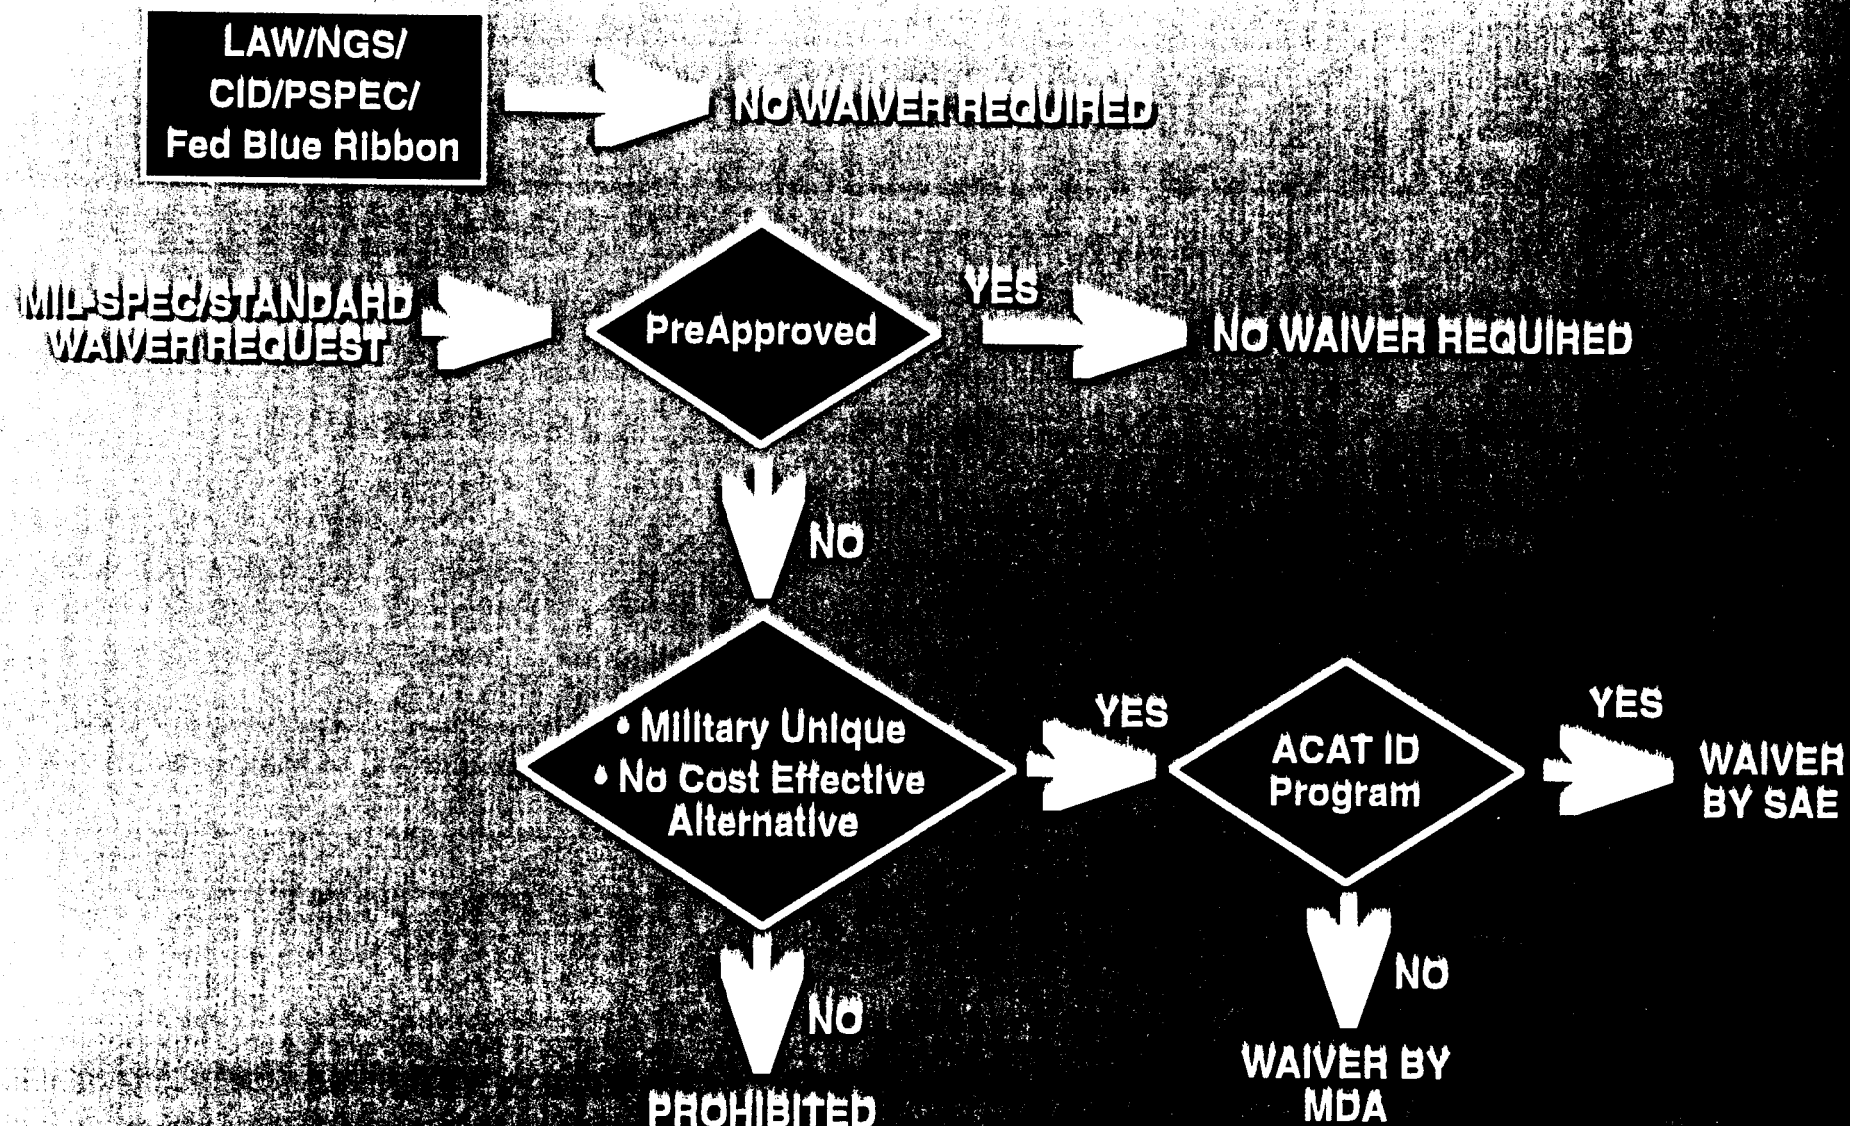 LAW/NGS/
CID/PSPEC/
Fed Blue Ribbon
NO WAIVER REQUIRED
MIL-SPEC/STANDARD
WAIVER REQUEST
PreApproved
YES
NO WAIVER REQUIRED
NO
• Military Unique
• No Cost Effective
Alternative
YES
ACAT ID
Program
YES
WAIVER
BY SAE
NO
PROHIBITED
NO
WAIVER BY
MDA